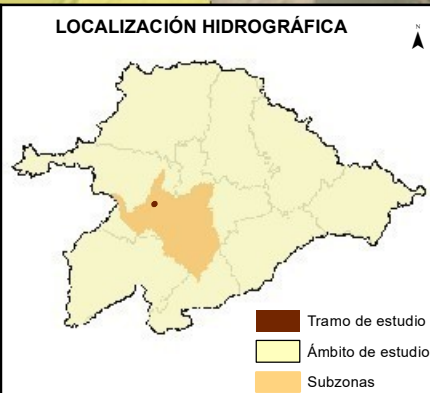 LOCALIZACIÓN HIDROGRÁFICA
N
Tramo de estudio
Ámbito de estudio
Subzonas